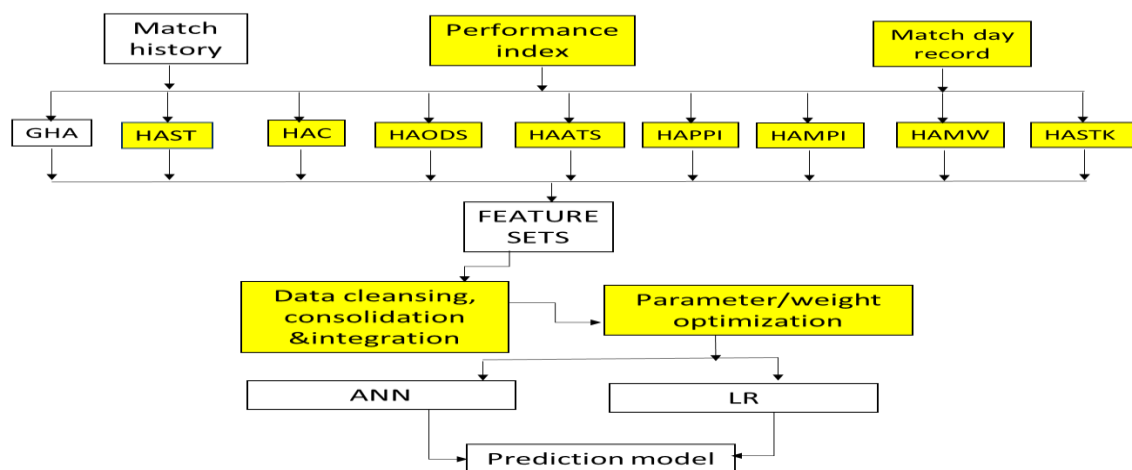 Match
history
Performance
index
Match day
record
GHA
HAST
HAC
HAODS
HAATS
HAPPI
HAMPI
HAMW
HASTK
FEATURE
SETS
Data cleansing,
consolidation
&integration
Parameter/weight
optimization
ANN
LR
Prediction model